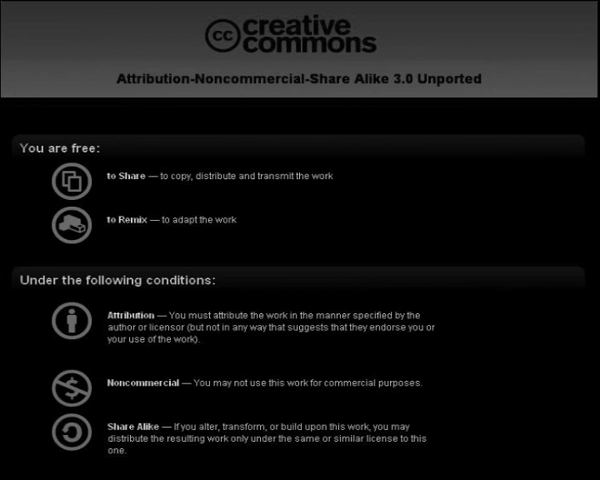 cc creative
commons
Attribution-Noncommercial-Share Alike 3.0 Unported
You are free:
to Share — to copy, distribute and transmit the work
to Remix — to adapt the work
Under the following conditions:
Attribution — You must attribute the work in the manner specified by the
author or licensor (but not in any way that suggests that they endorse you or
your use of the work).
Noncommercial — You may not use this work for commercial purposes.
Share Alike — If you alter, transform, or build upon this work, you may
distribute the resulting work only under the same or similar license to this
one.